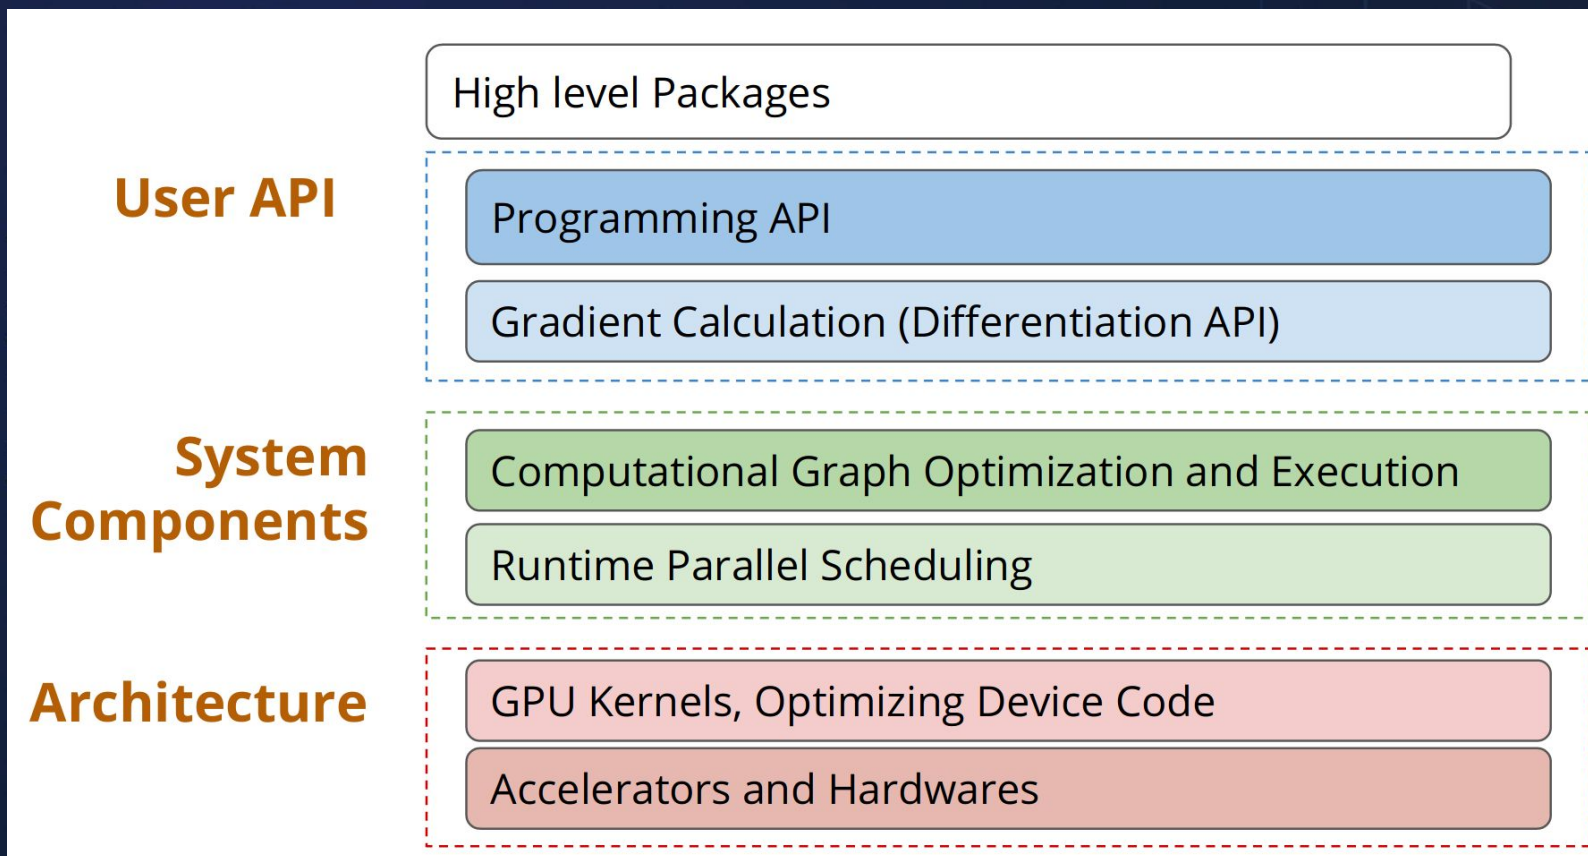 High level Packages
User API
Programming API
Gradient Calculation (Differentiation API)
System
Components
Computational Graph Optimization and Execution
Runtime Parallel Scheduling
Architecture
GPU Kernels, Optimizing Device Code
Accelerators and Hardwares